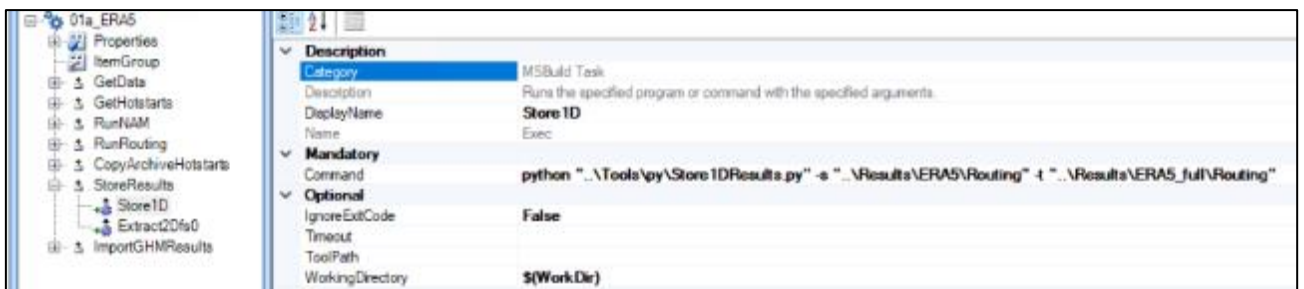 01a_ERA5
Properties
ItemGroup
GetData
GetHotstarts
RunNAM
RunRouting
CopyArchiveHotstarts
StoreResults
Store1D
Extract2Dfs0
ImportGHMResults
Description
Category MSBuild Task
Description Runs the specified program or command with the specified arguments.
DisplayName Store1D
Name Exec
Mandatory
Command python "..\Tools\py\Store1DResults.py" -s "..\Results\ERA5\Routing" -t "..\Results\ERA5_full\Routing"
Optional
IgnoreExitCode False
Timeout
ToolPath
WorkingDirectory $(WorkDir)